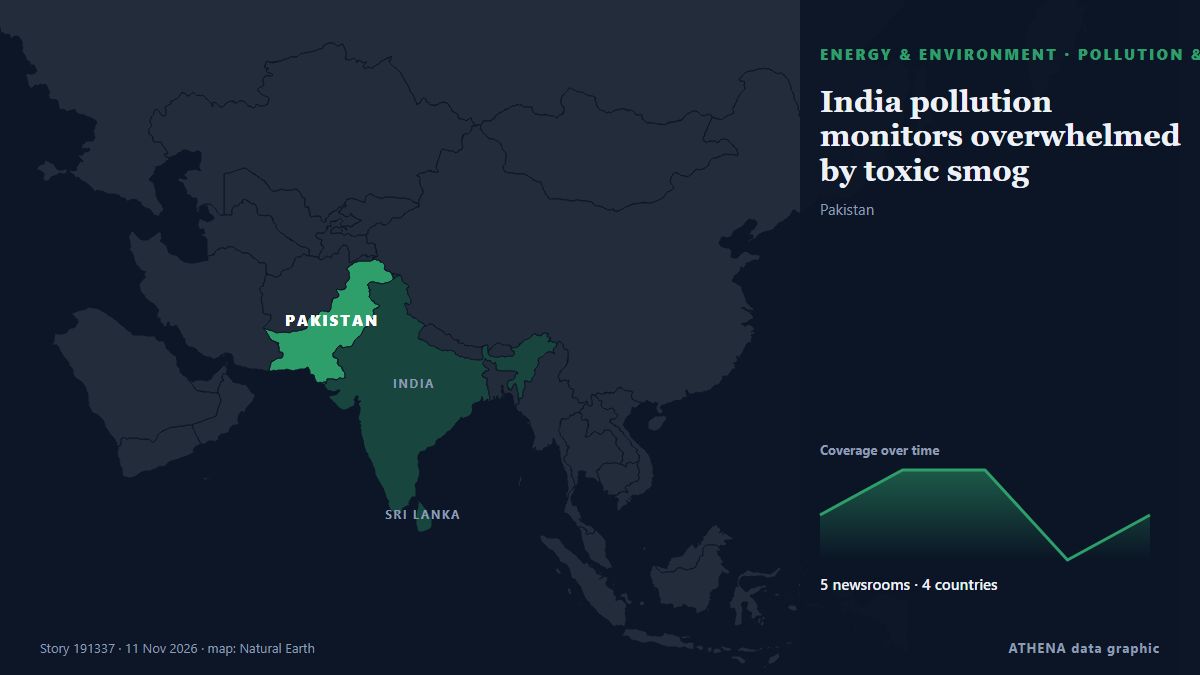 ENERGY & ENVIRONMENT · POLLUTION &
India pollution
monitors overwhelmed
by toxic smog
Pakistan
PAKISTAN
INDIA
SRI LANKA
Coverage over time
5 newsrooms · 4 countries
Story 191337 · 11 Nov 2026 · map: Natural Earth
ATHENA data graphic